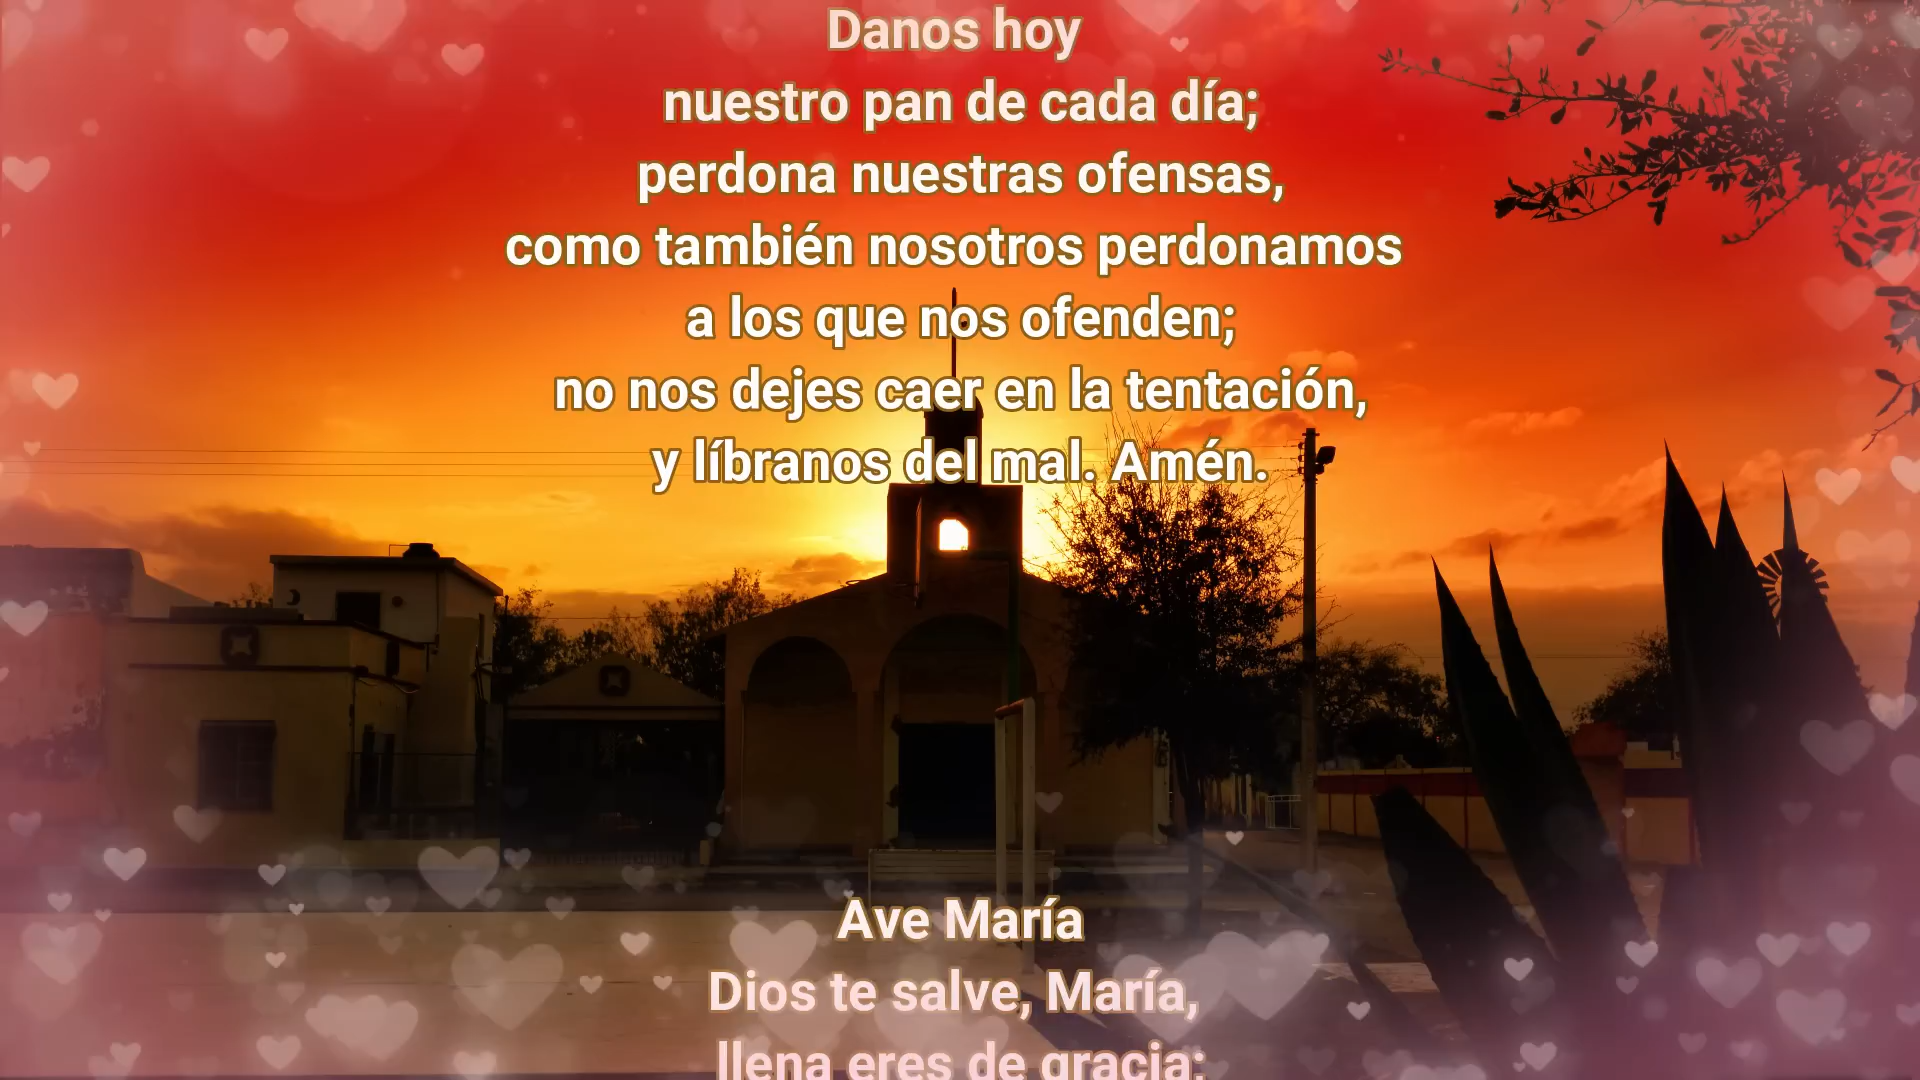 Danos hoy
nuestro pan de cada día;
perdona nuestras ofensas,
como también nosotros perdonamos
a los que nos ofenden;
no nos dejes caer en la tentación,
y líbranos del mal. Amén.
Ave María
Dios te salve, María,
llena eres de gracia;